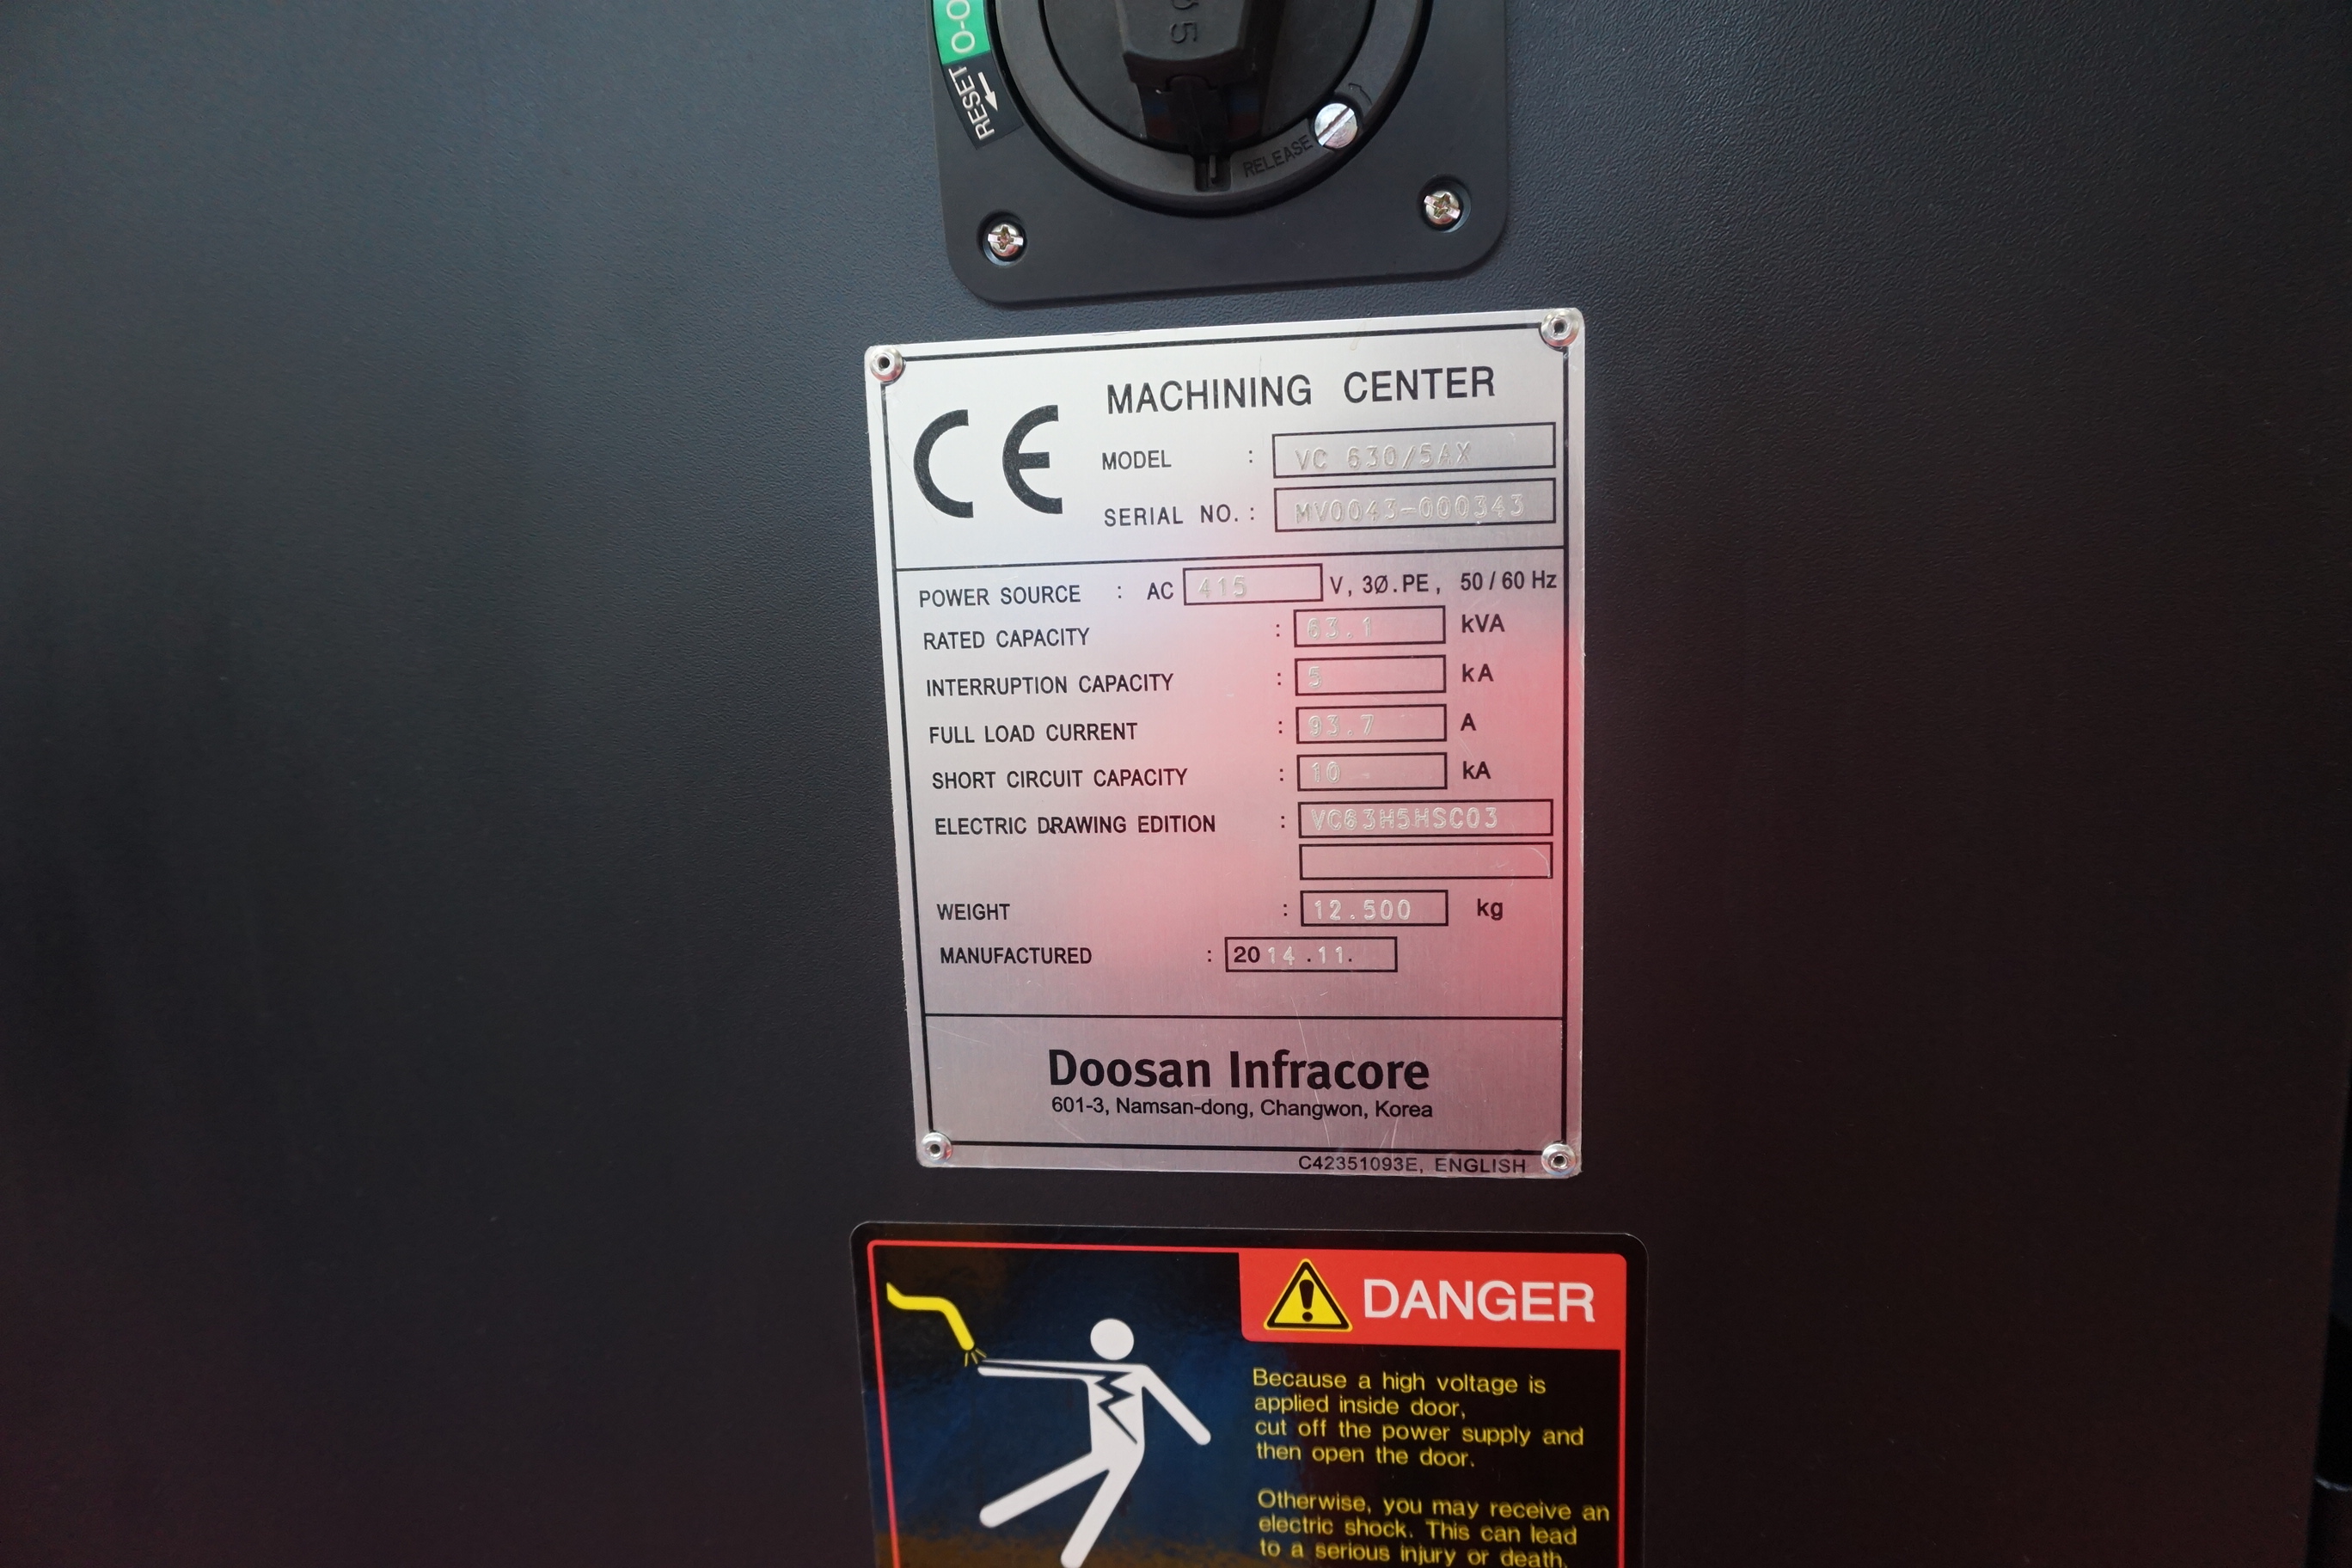 O-O
RESET
RELEASE
CE
MACHINING CENTER
MODEL : VC 630/5AX
SERIAL NO. : MV0043-000343
POWER SOURCE : AC 415 V, 3Ø.PE, 50/60 Hz
RATED CAPACITY : 63.1 kVA
INTERRUPTION CAPACITY : 5 kA
FULL LOAD CURRENT : 93.7 A
SHORT CIRCUIT CAPACITY : 10 kA
ELECTRIC DRAWING EDITION : VC63H5HSC03
WEIGHT : 12.500 kg
MANUFACTURED : 2014.11.
Doosan Infracore
601-3, Namsan-dong, Changwon, Korea
C42351093E, ENGLISH
DANGER
Because a high voltage is
applied inside door,
cut off the power supply and
then open the door.
Otherwise, you may receive an
electric shock. This can lead
to a serious injury or death.